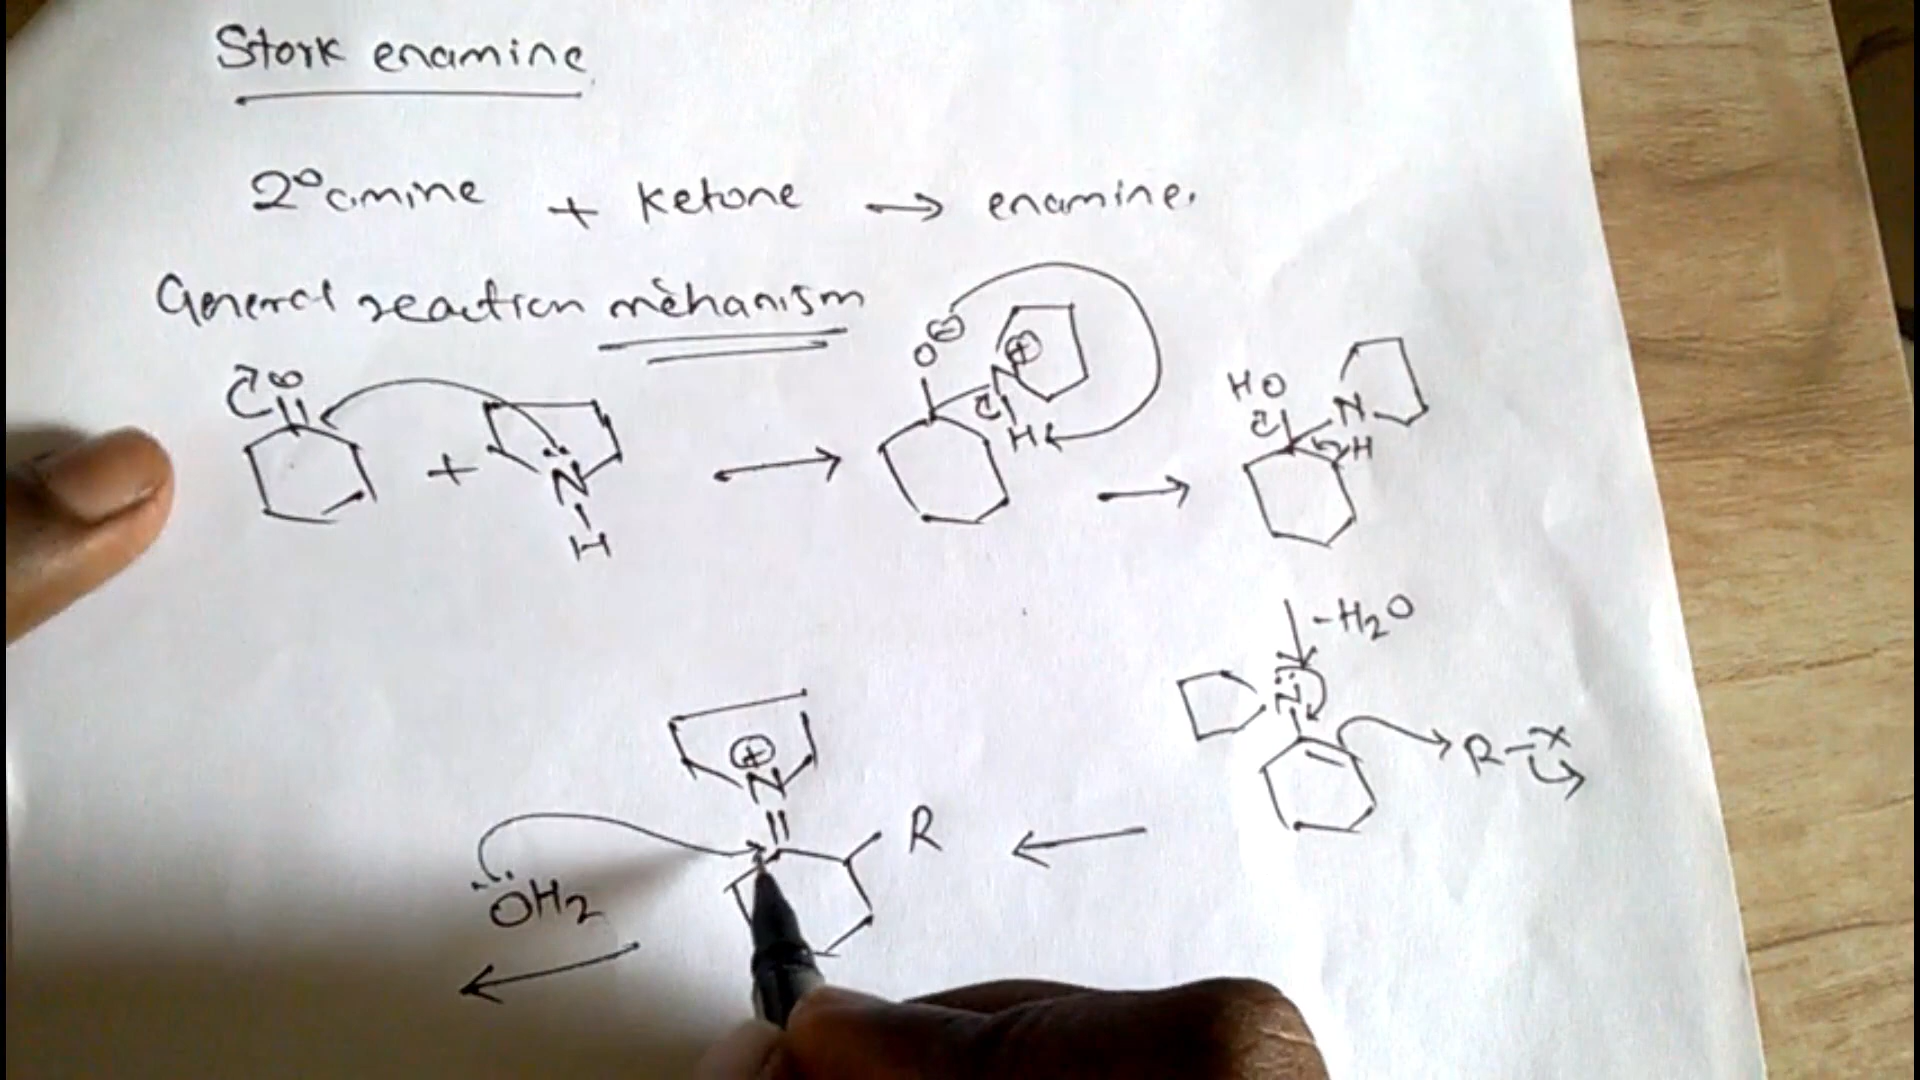 Stork enamine
2° amine + ketone → enamine.
General reaction mechanism
O + N H → O ⊖ N ⊕ H → HO N H
-H2O
N R-X
⊕ N R
OH2